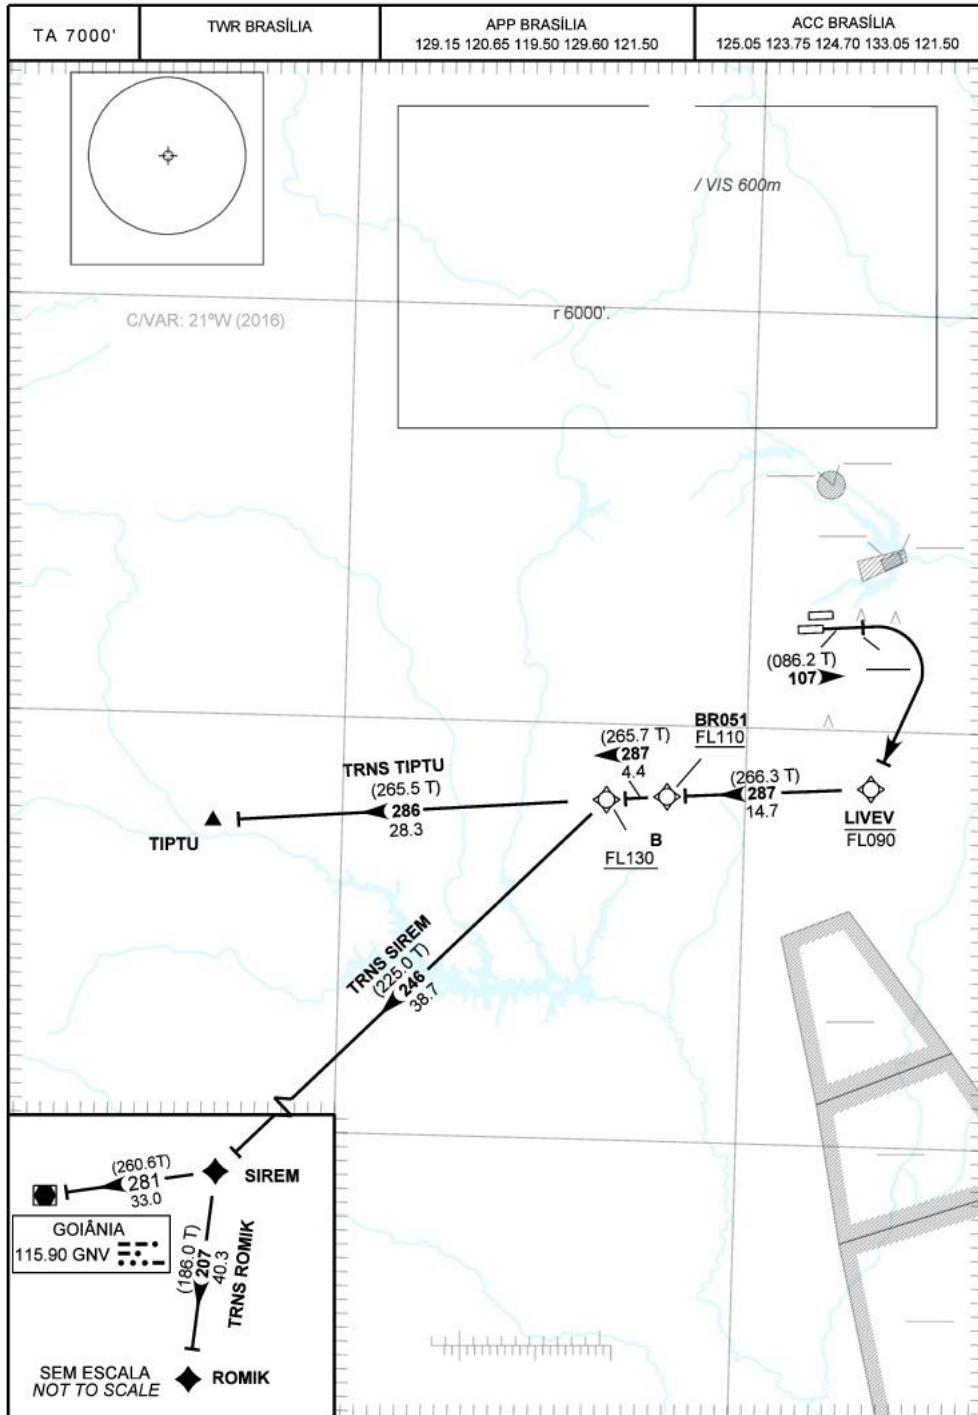 TA 7000'
TWR BRASÍLIA
APP BRASÍLIA
129.15 120.65 119.50 129.60 121.50
ACC BRASÍLIA
125.05 123.75 124.70 133.05 121.50
/ VIS 600m
r 6000'.
C/VAR: 21ºW (2016)
(086.2 T)
107
BR051
FL110
(265.7 T)
287
4.4
(266.3 T)
287
14.7
LIVEV
FL090
TRNS TIPTU
(265.5 T)
286
28.3
TIPTU
B
FL130
TRNS SIREM
(225.0 T)
246
38.7
(260.6T)
281
33.0
SIREM
GOIÂNIA
115.90 GNV
(186.0 T)
207
40.3
TRNS ROMIK
SEM ESCALA
NOT TO SCALE
ROMIK